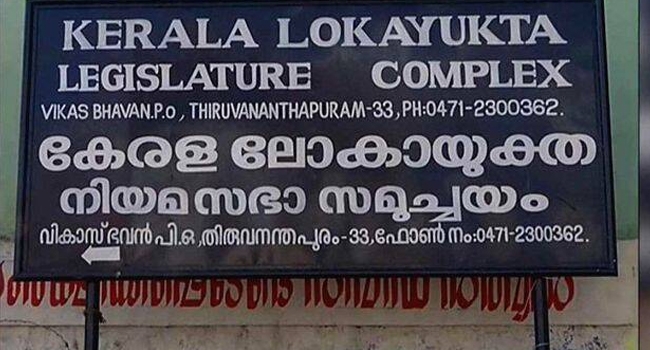 KERALA LOKAYUKTA
LEGISLATURE COMPLEX
VIKAS BHAVAN.P.O, THIRUVANANTHAPURAM-33, PH:0471-2300362.
കേരള ലോകായുക്ത
നിയമസഭാ സമുച്ചയം
വികാസ് ഭവൻ പി.ഒ, തിരുവനന്തപുരം-33, ഫോൺ നം:0471-2300362.